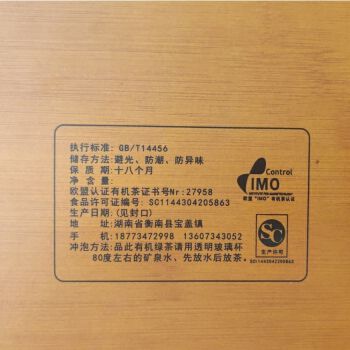 执行标准: GB/T14456
储存方法:避光、防潮、防异味
保 质 期:十八个月
净 含 量:
欧盟认证有机茶证书号Nr:27958
食品许可证编号: SC11443042058​63
生产日期:(见封口)
地 址:湖南省衡南县宝盖镇
手 机:18773472998 13607343052
冲泡方法:品此有机绿茶请用透明玻璃杯
80度左右的矿泉水、先放水后放茶。
Control
IMO
欧盟"IMO"有机茶认证
SC
生产许可
SC11443042058​63